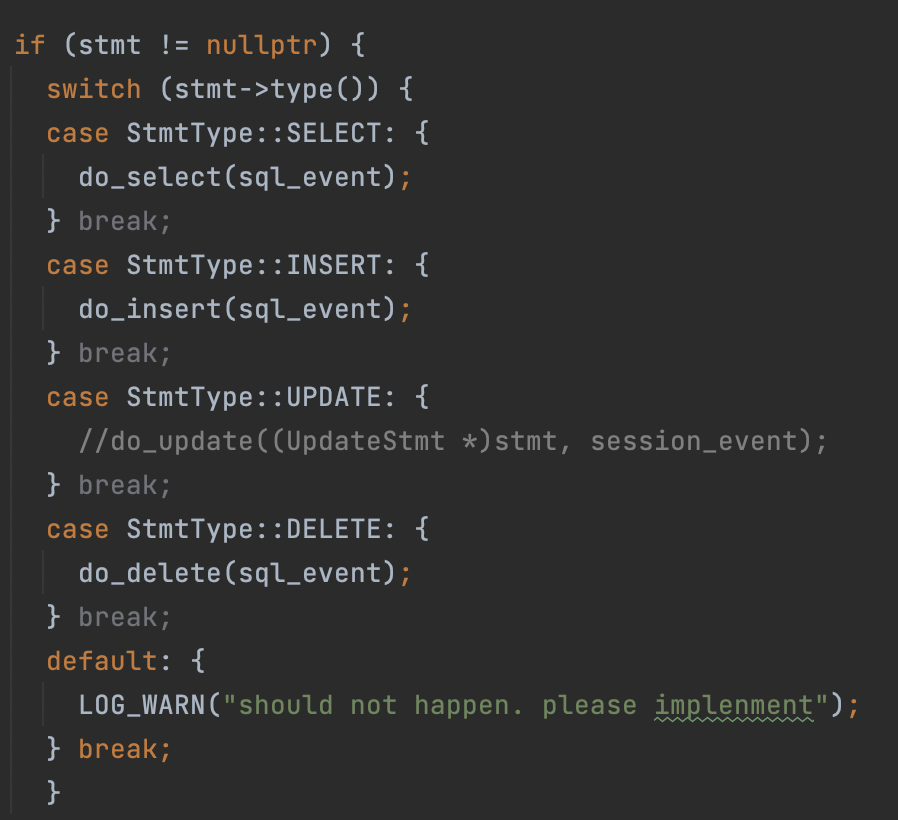 if (stmt != nullptr) {
  switch (stmt->type()) {
  case StmtType::SELECT: {
    do_select(sql_event);
  } break;
  case StmtType::INSERT: {
    do_insert(sql_event);
  } break;
  case StmtType::UPDATE: {
    //do_update((UpdateStmt *)stmt, session_event);
  } break;
  case StmtType::DELETE: {
    do_delete(sql_event);
  } break;
  default: {
    LOG_WARN("should not happen. please implenment");
  } break;
  }